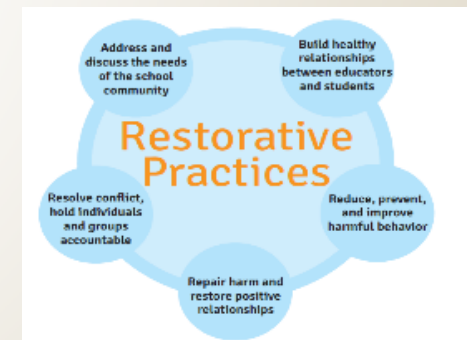 Address and
discuss the needs
of the school
community
Build healthy
relationships
between educators
and students
Restorative
Practices
Resolve conflict,
hold individuals
and groups
accountable
Reduce, prevent,
and improve
harmful behavior
Repair harm and
restore positive
relationships